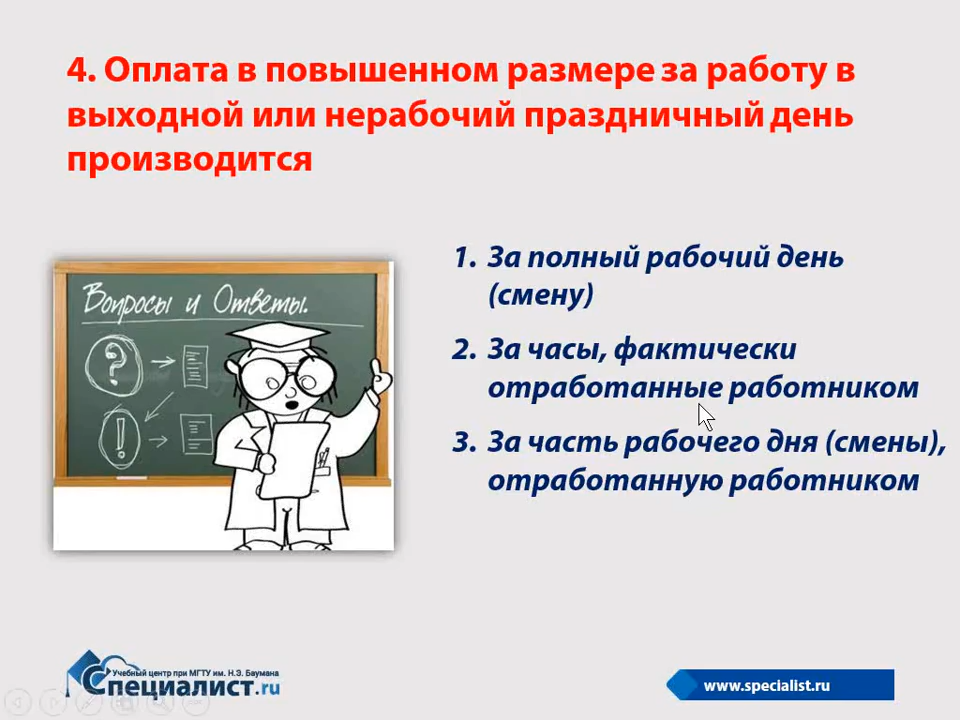 4. Оплата в повышенном размере за работу в
выходной или нерабочий праздничный день
производится
1. За полный рабочий день
(смену)
2. За часы, фактически
отработанные работником
3. За часть рабочего дня (смены),
отработанную работником
Вопросы и Ответы.
?
!
Учебный центр при МГТУ им. Н.Э. Баумана
Специалист.ru
www.specialist.ru